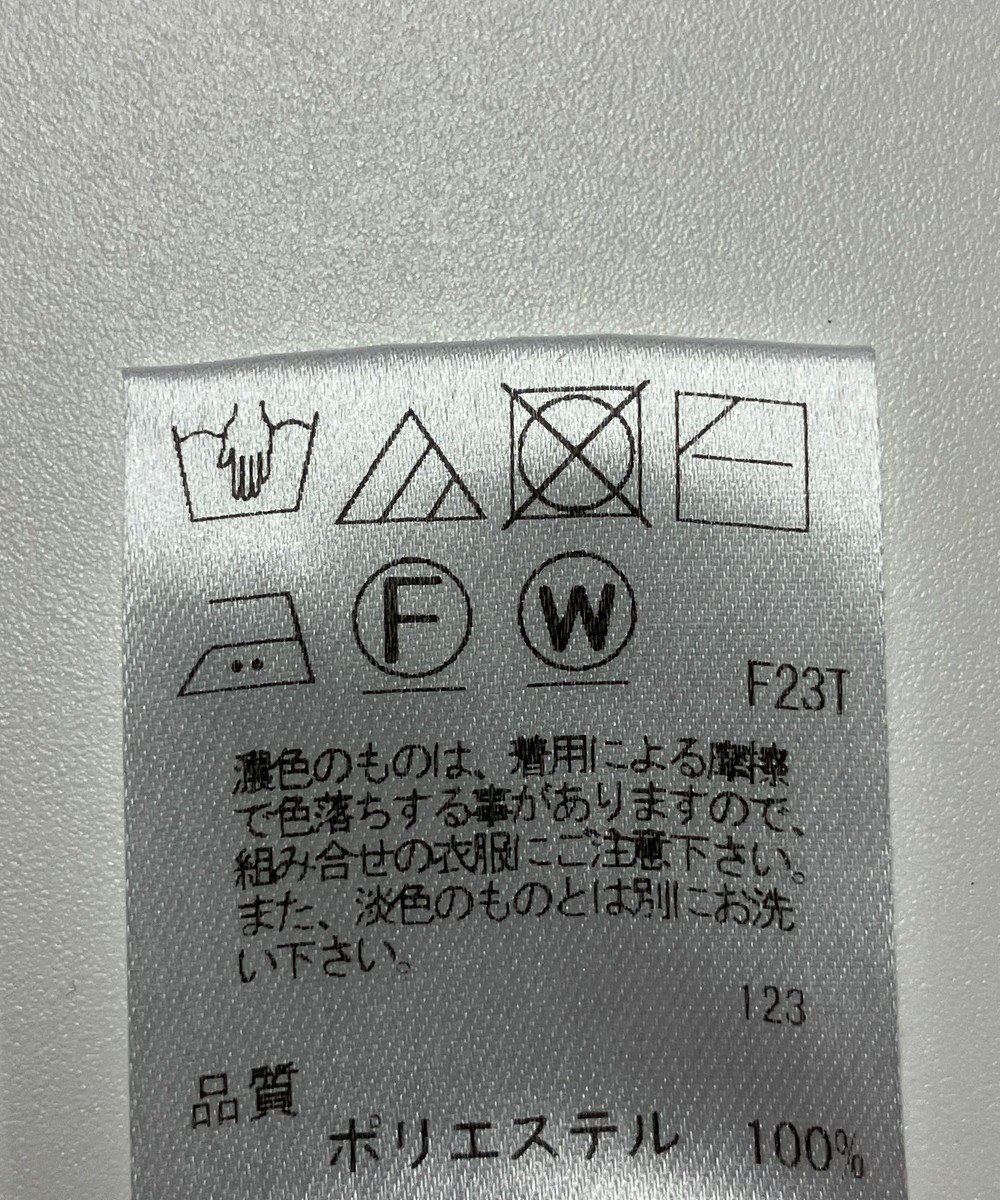 F W
F23T
濃色のものは、着用による摩擦
で色落ちする事がありますので、
組み合せの衣服にご注意下さい。
また、淡色のものとは別にお洗
い下さい。
123
品質
ポリエステル 100%